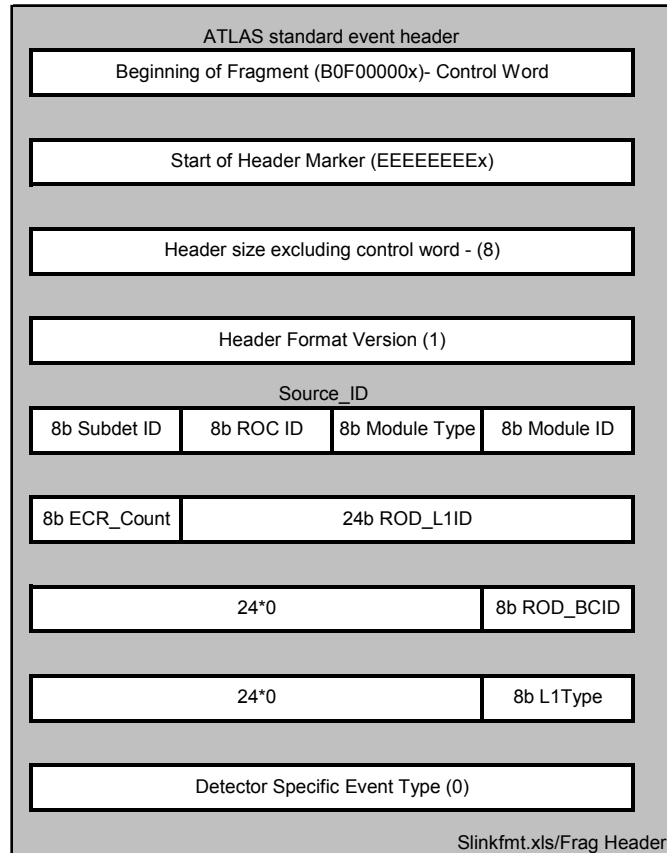 ATLAS standard event header
Beginning of Fragment (B0F00000x)- Control Word
Start of Header Marker (EEEEEEEEx)
Header size excluding control word - (8)
Header Format Version (1)
Source_ID
8b Subdet ID 8b ROC ID 8b Module Type 8b Module ID
8b ECR_Count 24b ROD_L1ID
24*0 8b ROD_BCID
24*0 8b L1Type
Detector Specific Event Type (0)
Slinkfmt.xls/Frag Header